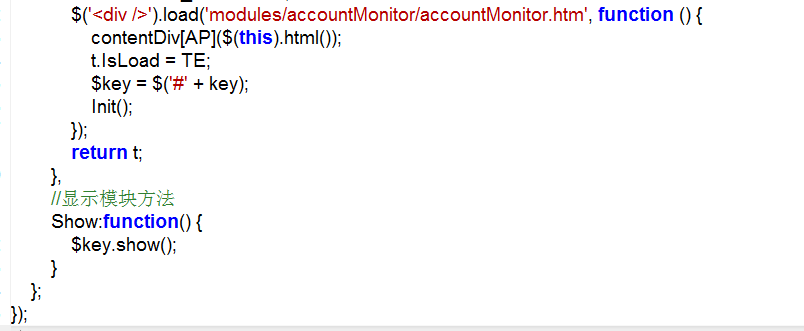 $('<div />').load('modules/accountMonitor/accountMonitor.htm', function () {
contentDiv[AP]($(this).html());
t.IsLoad = TE;
$key = $('#' + key);
Init();
});
return t;
},
//显示模块方法
Show:function() {
$key.show();
}
};
});